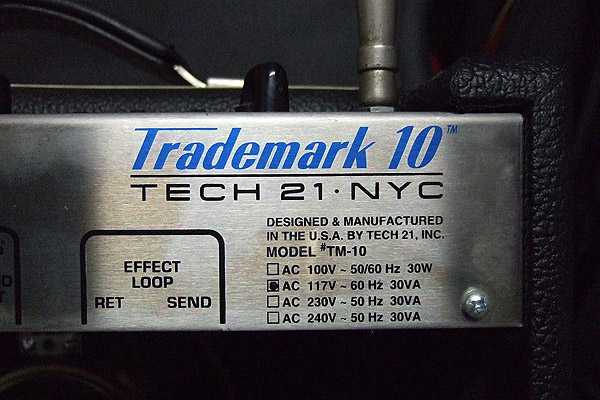 Trademark 10™
TECH 21·NYC
DESIGNED & MANUFACTURED
IN THE U.S.A. BY TECH 21, INC.
MODEL #TM-10
AC 100V ~ 50/60 Hz 30W
AC 117V ~ 60 Hz 30VA
AC 230V ~ 50 Hz 30VA
AC 240V ~ 50 Hz 30VA
EFFECT
LOOP
RET SEND